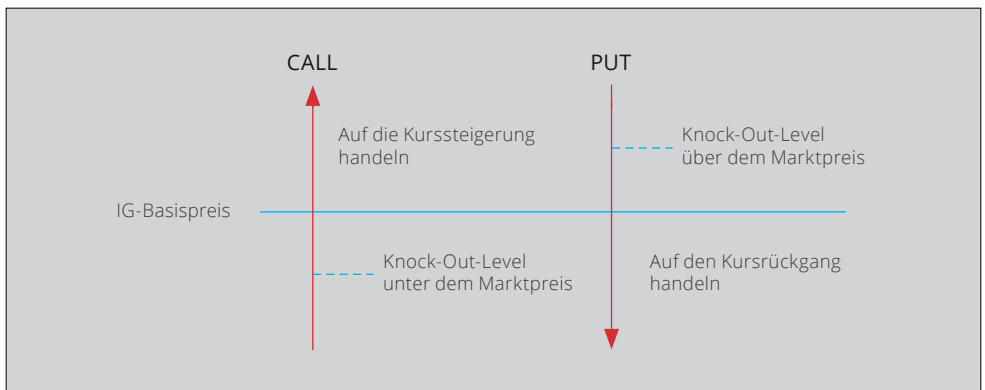 CALL
PUT
Auf die Kurssteigerung
handeln
Knock-Out-Level
über dem Marktpreis
IG-Basispreis
Knock-Out-Level
unter dem Marktpreis
Auf den Kursrückgang
handeln